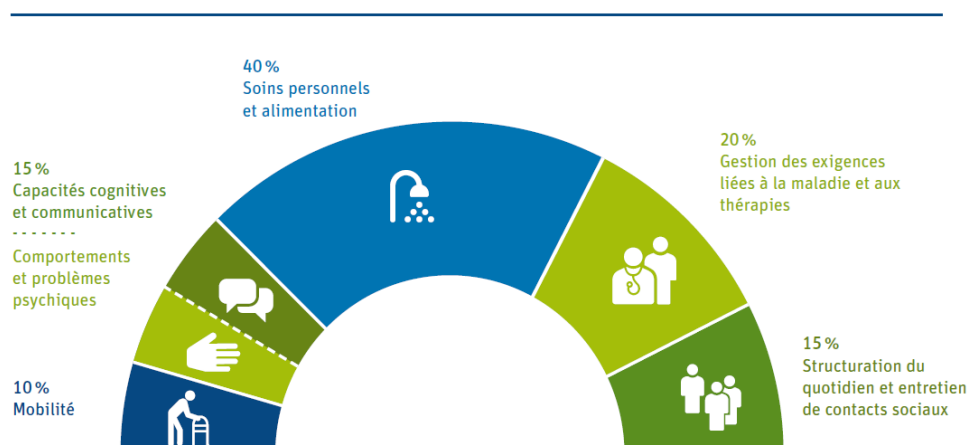 40 %
Soins personnels
et alimentation
20 %
Gestion des exigences
liées à la maladie et aux
thérapies
15 %
Capacités cognitives
et communicatives
- - - - - - -
Comportements
et problèmes
psychiques
15 %
Structuration du
quotidien et entretien
de contacts sociaux
10 %
Mobilité